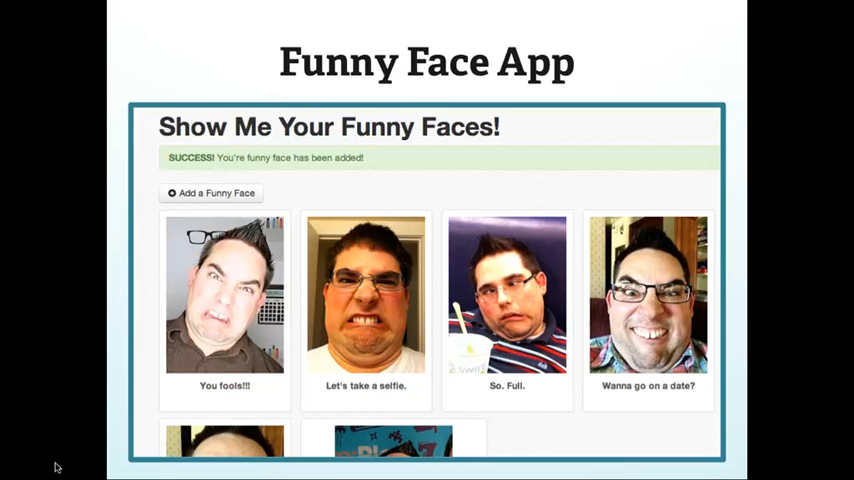 Funny Face App
Show Me Your Funny Faces!
SUCCESS! You're funny face has been added!
Add a Funny Face
You fools!!!
Let's take a selfie.
So. Full.
Wanna go on a date?